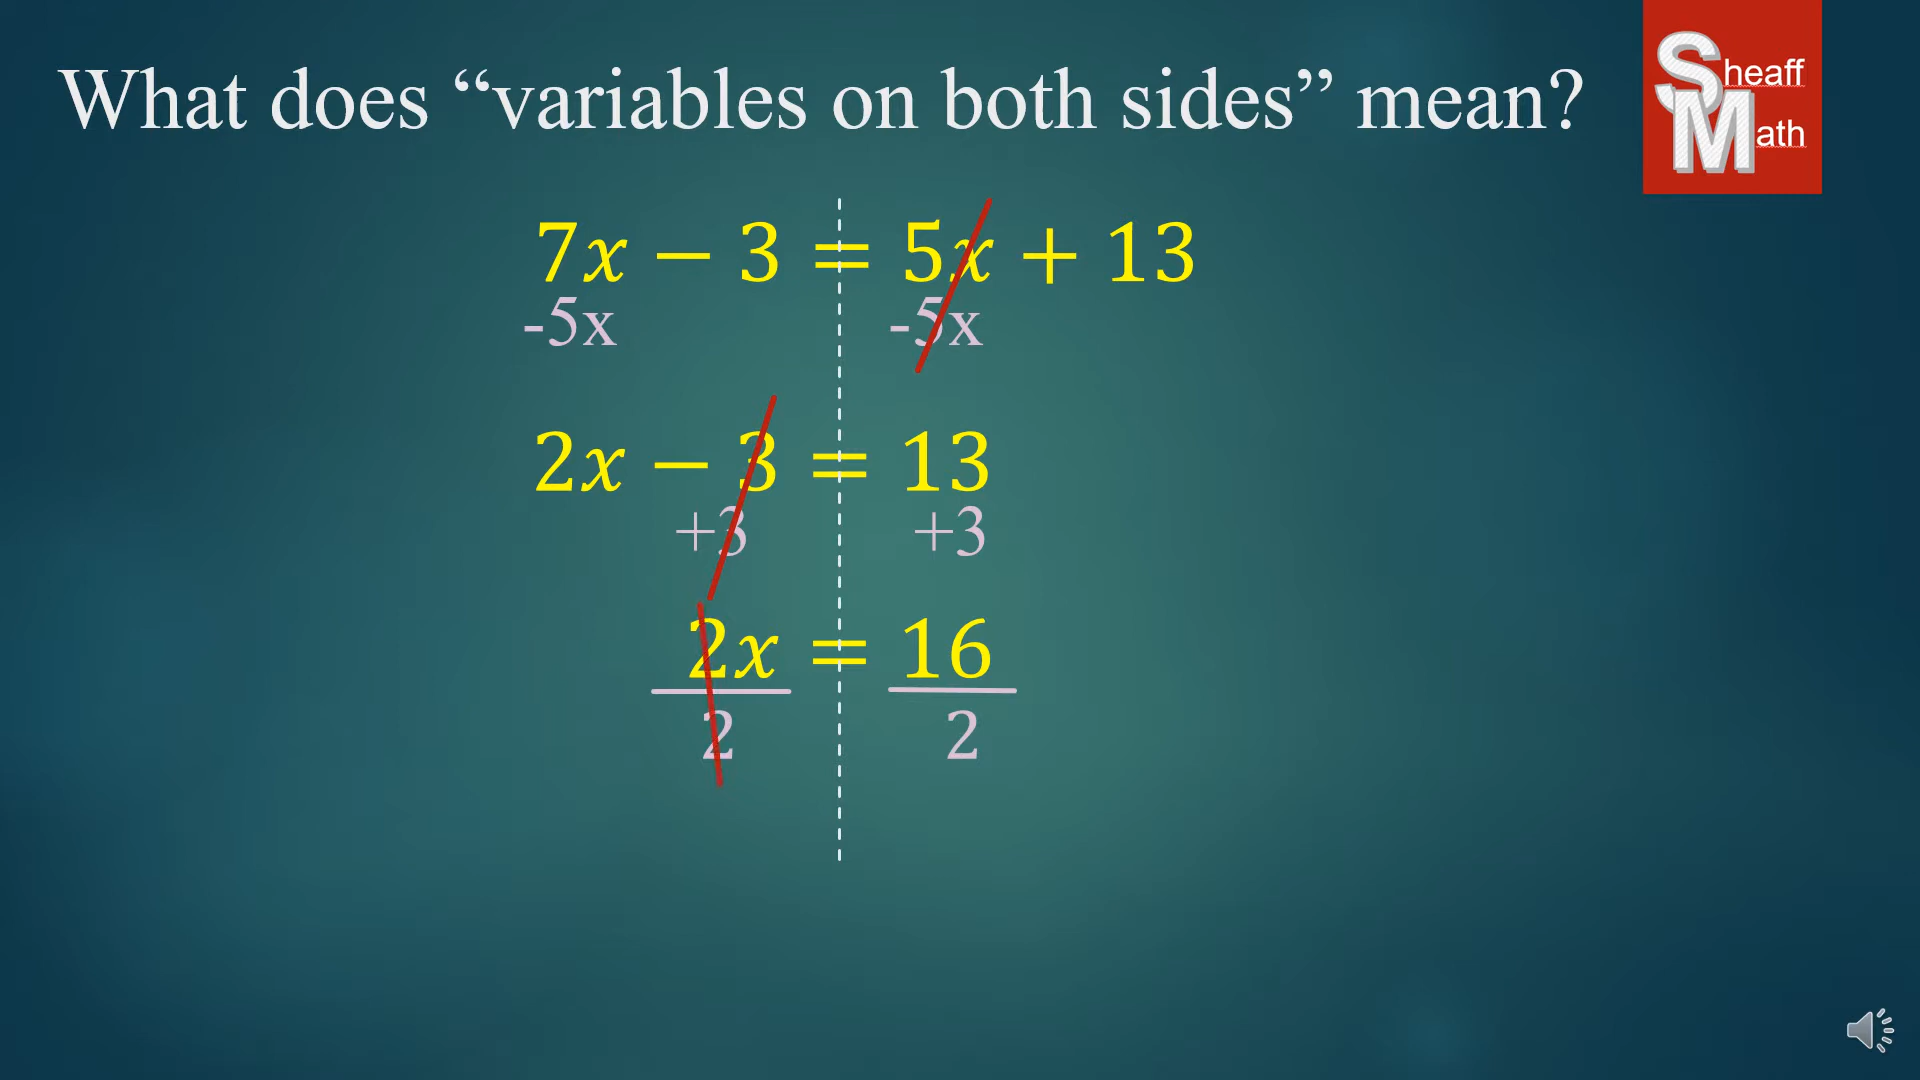 What does “variables on both sides” mean?
Sheaff
Math
7x − 3 = 5x + 13
-5x -5x
2x − 3 = 13
+3 +3
2x = 16
2 2